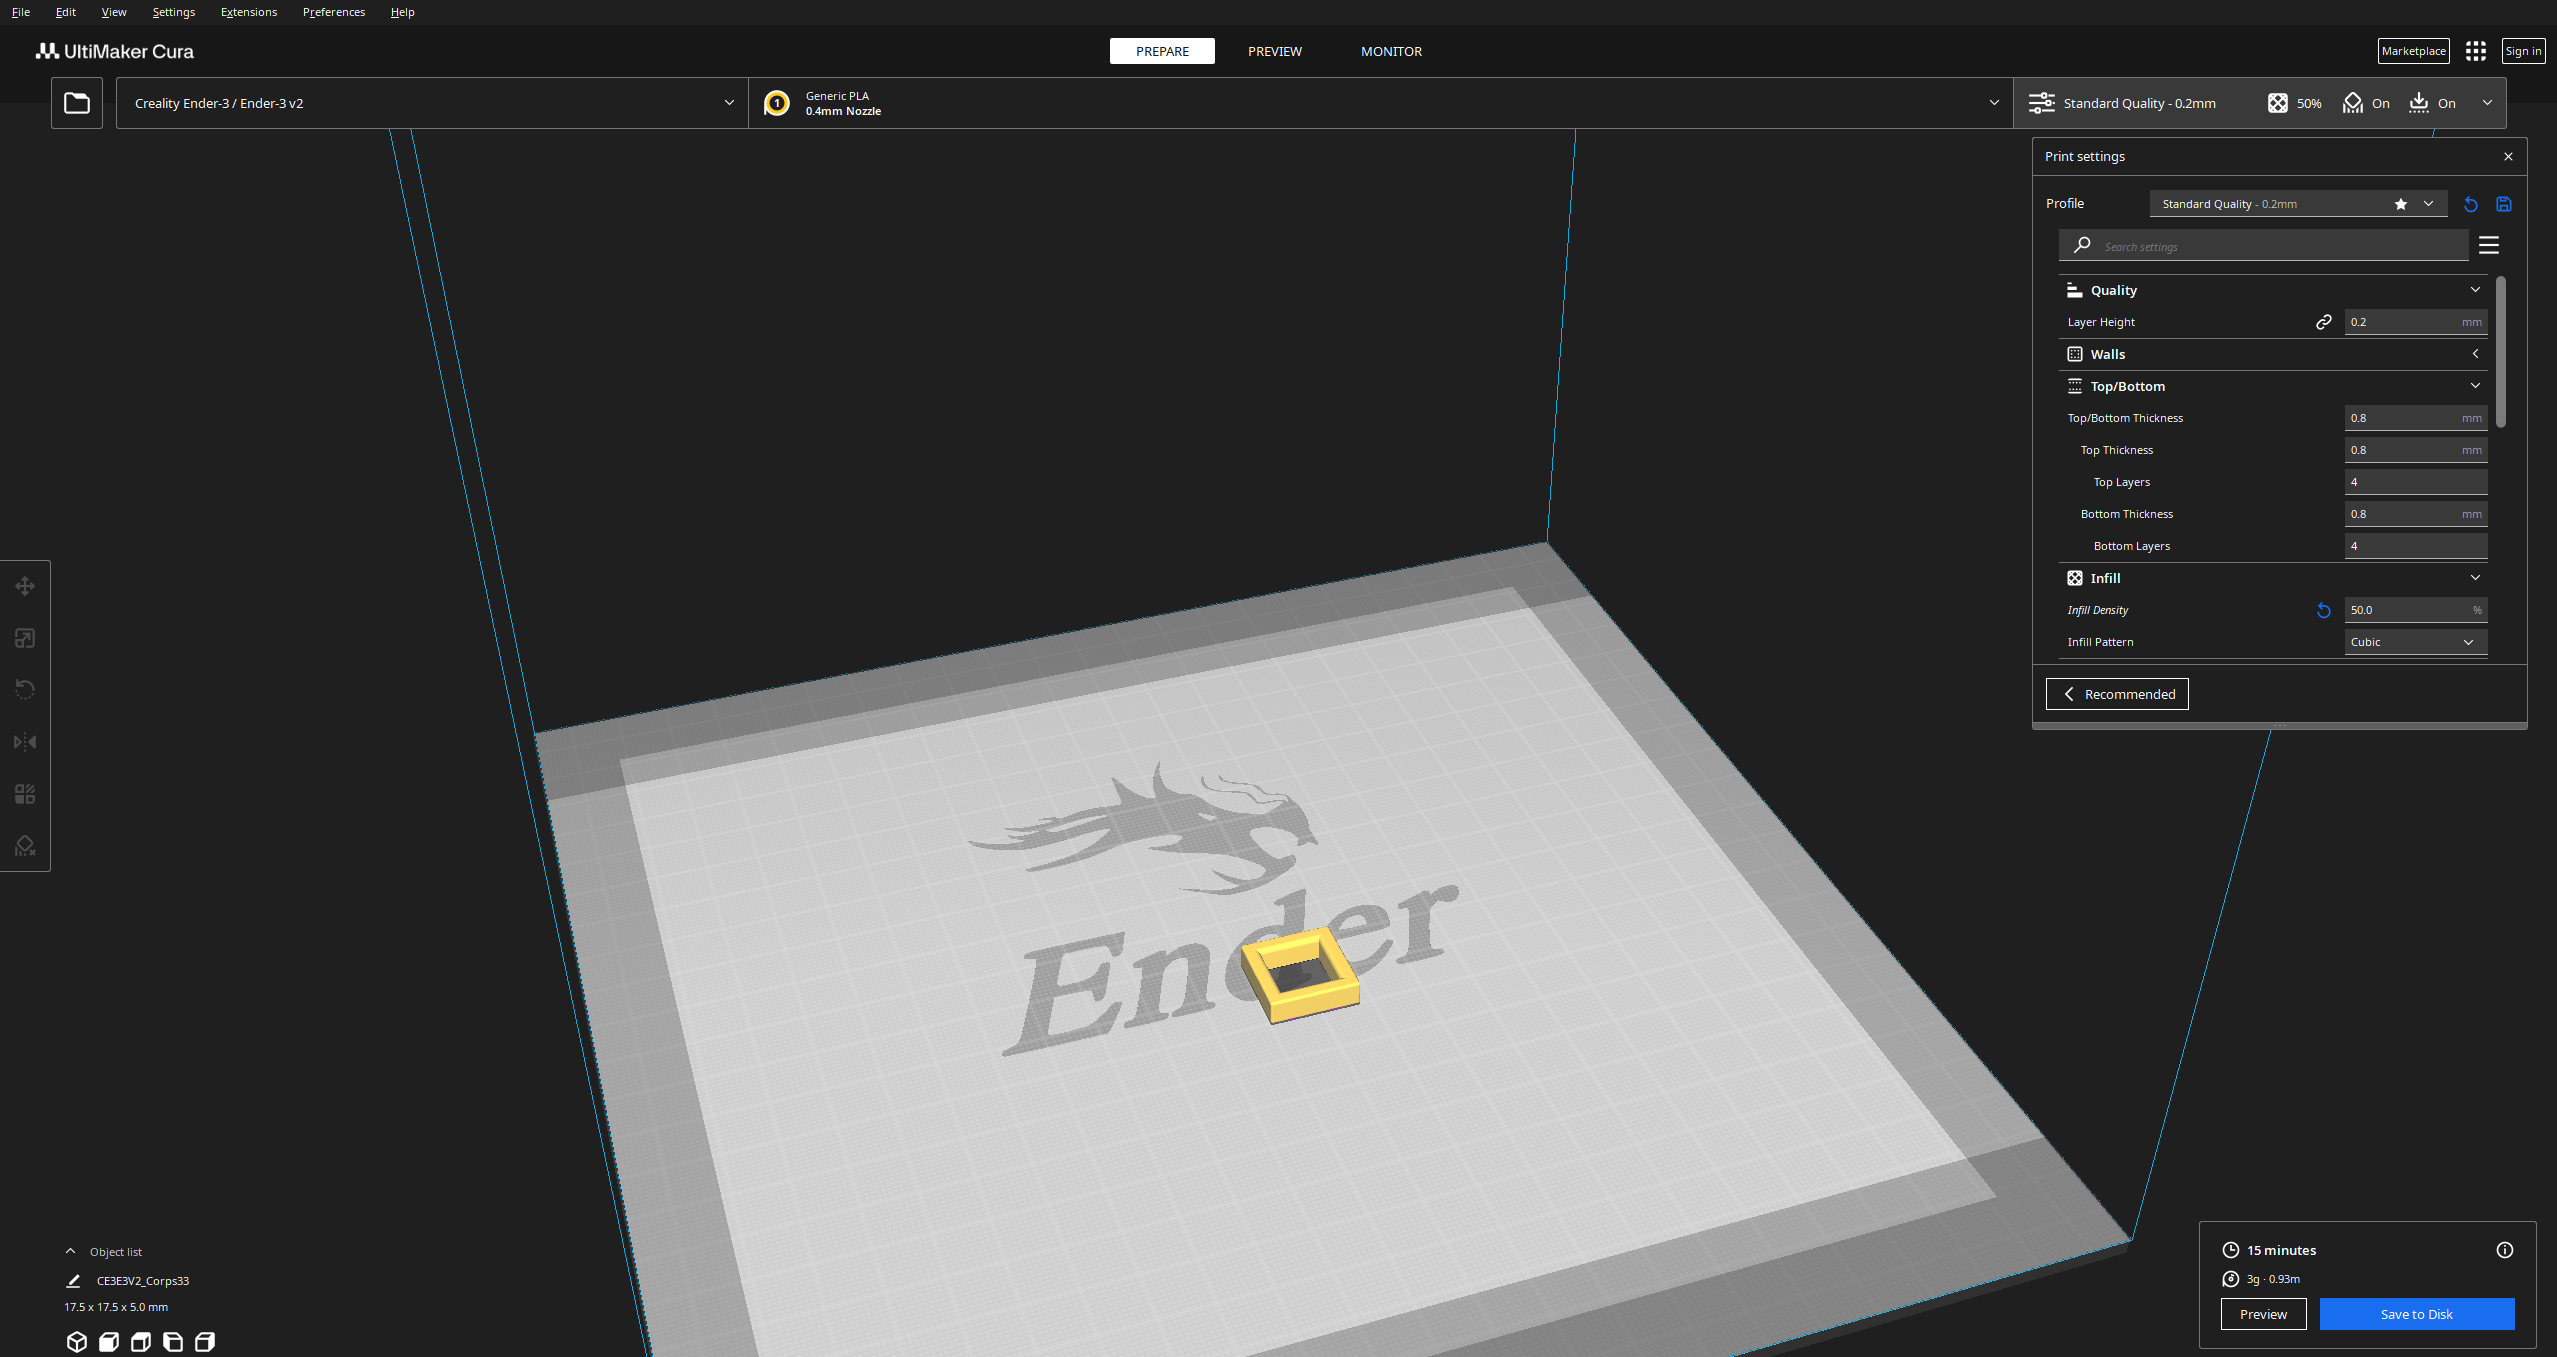 File Edit View Settings Extensions Preferences Help
UltiMaker Cura
PREPARE PREVIEW MONITOR
Marketplace
Sign in
Creality Ender-3 / Ender-3 v2
1
Generic PLA
0.4mm Nozzle
Standard Quality - 0.2mm
50%
On
On
Print settings
Profile
Standard Quality - 0.2mm
Search settings
Quality
Layer Height 0.2 mm
Walls
Top/Bottom
Top/Bottom Thickness 0.8 mm
Top Thickness 0.8 mm
Top Layers 4
Bottom Thickness 0.8 mm
Bottom Layers 4
Infill
Infill Density 50.0 %
Infill Pattern Cubic
Recommended
Ender
Object list
CE3E3V2_Corps33
17.5 x 17.5 x 5.0 mm
15 minutes
3g · 0.93m
Preview
Save to Disk